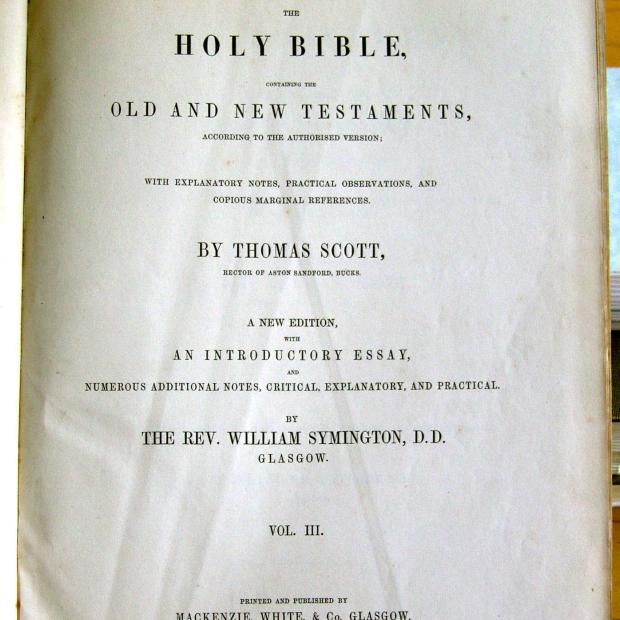 THE
HOLY BIBLE,
CONTAINING THE
OLD AND NEW TESTAMENTS,
ACCORDING TO THE AUTHORISED VERSION;
WITH EXPLANATORY NOTES, PRACTICAL OBSERVATIONS, AND
COPIOUS MARGINAL REFERENCES.
BY THOMAS SCOTT,
RECTOR OF ASTON SANDFORD, BUCKS.
A NEW EDITION,
WITH
AN INTRODUCTORY ESSAY,
AND
NUMEROUS ADDITIONAL NOTES, CRITICAL, EXPLANATORY, AND PRACTICAL.
BY
THE REV. WILLIAM SYMINGTON, D.D.
GLASGOW.
VOL. III.
PRINTED AND PUBLISHED BY
MACKENZIE, WHITE, & Co. GLASGOW.